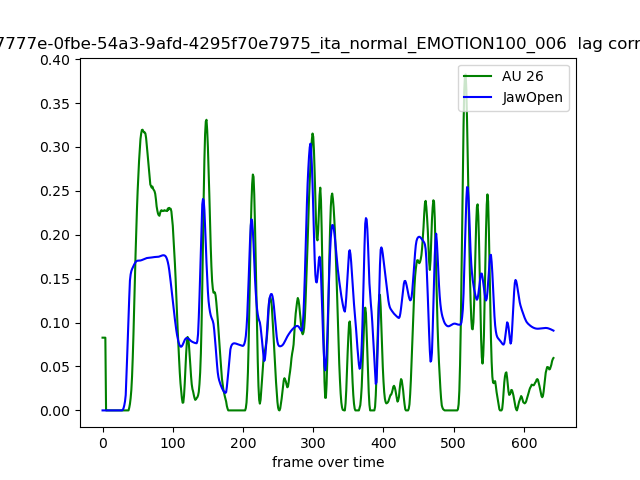 7777e-0fbe-54a3-9afd-4295f70e7975_ita_normal_EMOTION100_006 lag corr
0.40
0.35
0.30
0.25
0.20
0.15
0.10
0.05
0.00
AU 26
JawOpen
0 100 200 300 400 500 600
frame over time